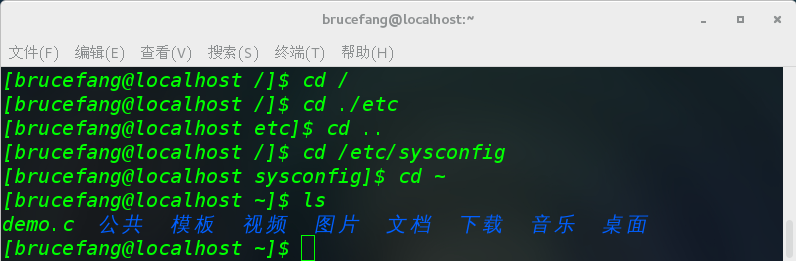 brucefang@localhost:~
文件(F) 编辑(E) 查看(V) 搜索(S) 终端(T) 帮助(H)
[brucefang@localhost /]$ cd /
[brucefang@localhost /]$ cd ./etc
[brucefang@localhost etc]$ cd ..
[brucefang@localhost /]$ cd /etc/sysconfig
[brucefang@localhost sysconfig]$ cd ~
[brucefang@localhost ~]$ ls
demo.c 公共 模板 视频 图片 文档 下载 音乐 桌面
[brucefang@localhost ~]$